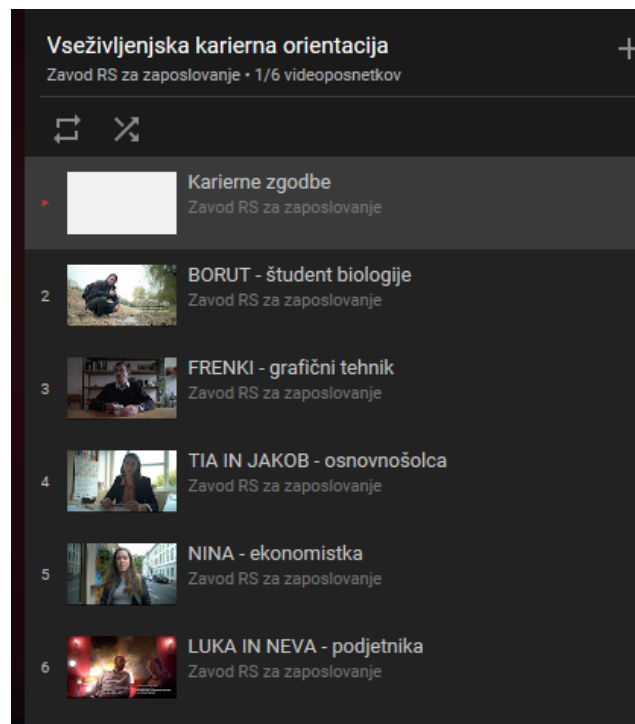 Vseživljenjska karierna orientacija
Zavod RS za zaposlovanje • 1/6 videoposnetkov
Karierne zgodbe
Zavod RS za zaposlovanje
2
BORUT - študent biologije
Zavod RS za zaposlovanje
3
FRENKI - grafični tehnik
Zavod RS za zaposlovanje
4
TIA IN JAKOB - osnovnošolca
Zavod RS za zaposlovanje
5
NINA - ekonomistka
Zavod RS za zaposlovanje
6
LUKA IN NEVA - podjetnika
Zavod RS za zaposlovanje